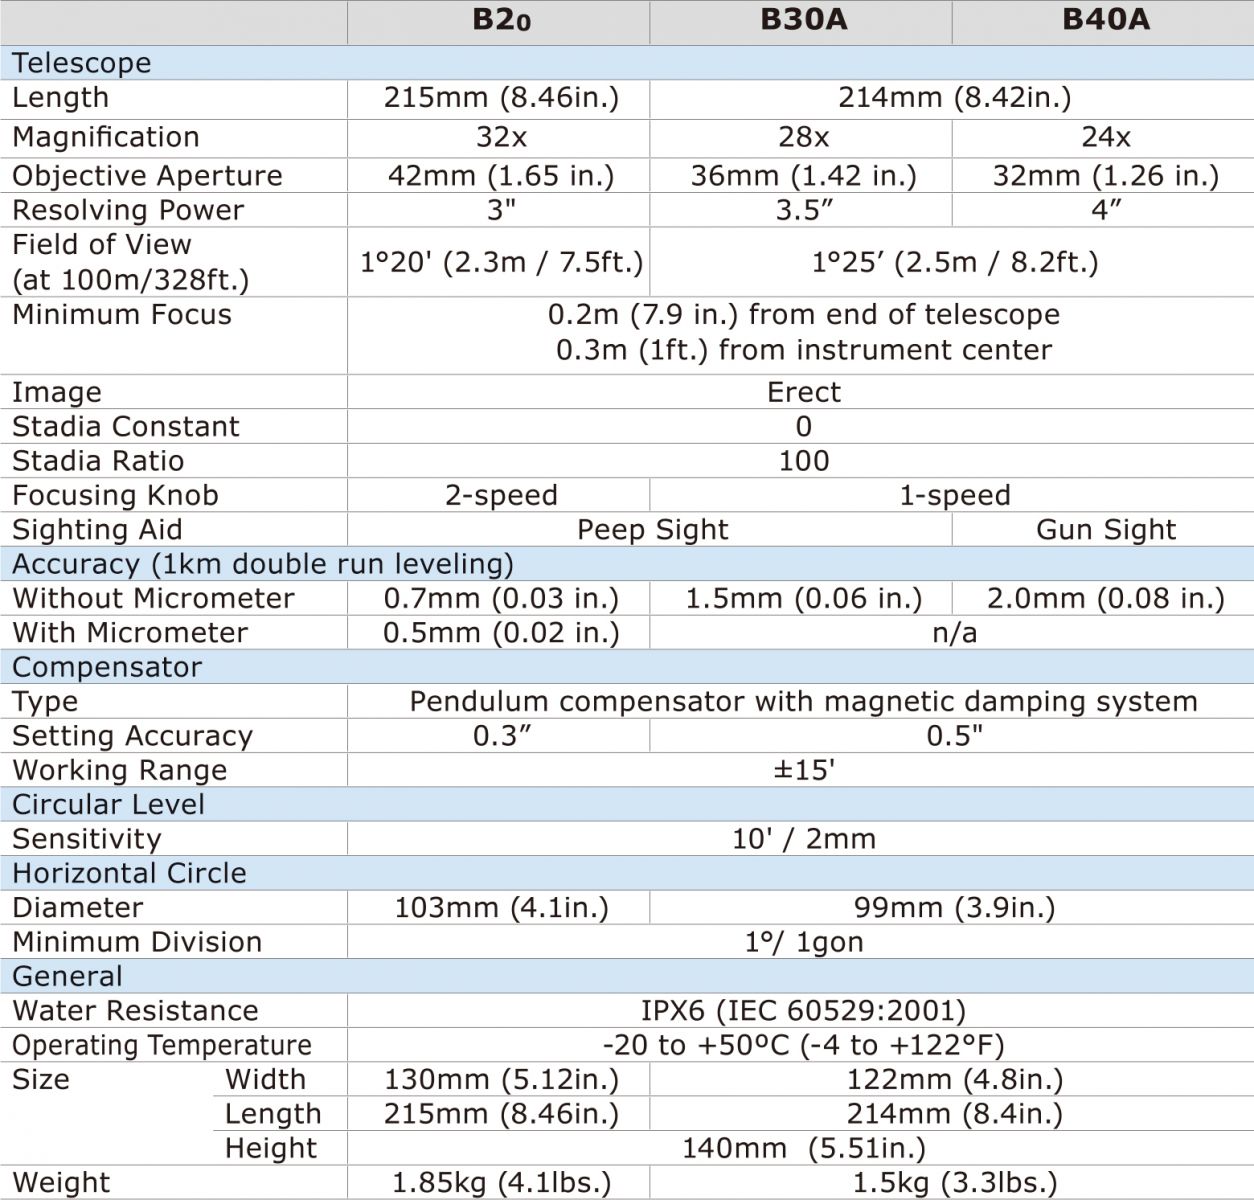 B20 B30A B40A
Telescope
Length 215mm (8.46in.) 214mm (8.42in.)
Magnification 32x 28x 24x
Objective Aperture 42mm (1.65 in.) 36mm (1.42 in.) 32mm (1.26 in.)
Resolving Power 3" 3.5″ 4″
Field of View
(at 100m/328ft.) 1°20' (2.3m / 7.5ft.) 1°25’ (2.5m / 8.2ft.)
Minimum Focus 0.2m (7.9 in.) from end of telescope
0.3m (1ft.) from instrument center
Image Erect
Stadia Constant 0
Stadia Ratio 100
Focusing Knob 2-speed 1-speed
Sighting Aid Peep Sight Gun Sight
Accuracy (1km double run leveling)
Without Micrometer 0.7mm (0.03 in.) 1.5mm (0.06 in.) 2.0mm (0.08 in.)
With Micrometer 0.5mm (0.02 in.) n/a
Compensator
Type Pendulum compensator with magnetic damping system
Setting Accuracy 0.3″ 0.5"
Working Range ±15'
Circular Level
Sensitivity 10' / 2mm
Horizontal Circle
Diameter 103mm (4.1in.) 99mm (3.9in.)
Minimum Division 1°/ 1gon
General
Water Resistance IPX6 (IEC 60529:2001)
Operating Temperature -20 to +50ºC (-4 to +122°F)
Size Width 130mm (5.12in.) 122mm (4.8in.)
Length 215mm (8.46in.) 214mm (8.4in.)
Height 140mm (5.51in.)
Weight 1.85kg (4.1lbs.) 1.5kg (3.3lbs.)